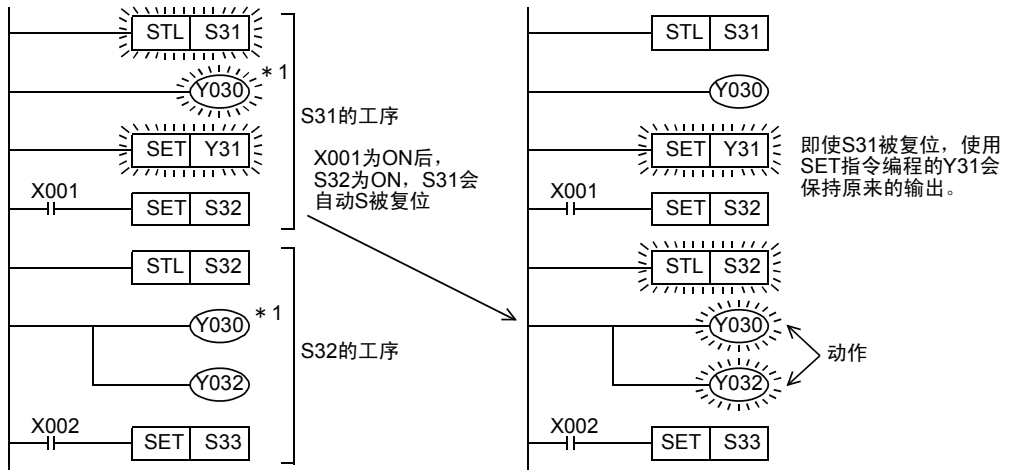 STL S31
Y030 *1
SET Y31
X001
SET S32
S31的工序
X001为ON后，
S32为ON，S31会
自动S被复位
STL S32
Y030 *1
Y032
S32的工序
X002
SET S33
STL S31
Y030
SET Y31
即使S31被复位，使用
SET指令编程的Y31会
保持原来的输出。
X001
SET S32
STL S32
Y030
Y032
动作
X002
SET S33